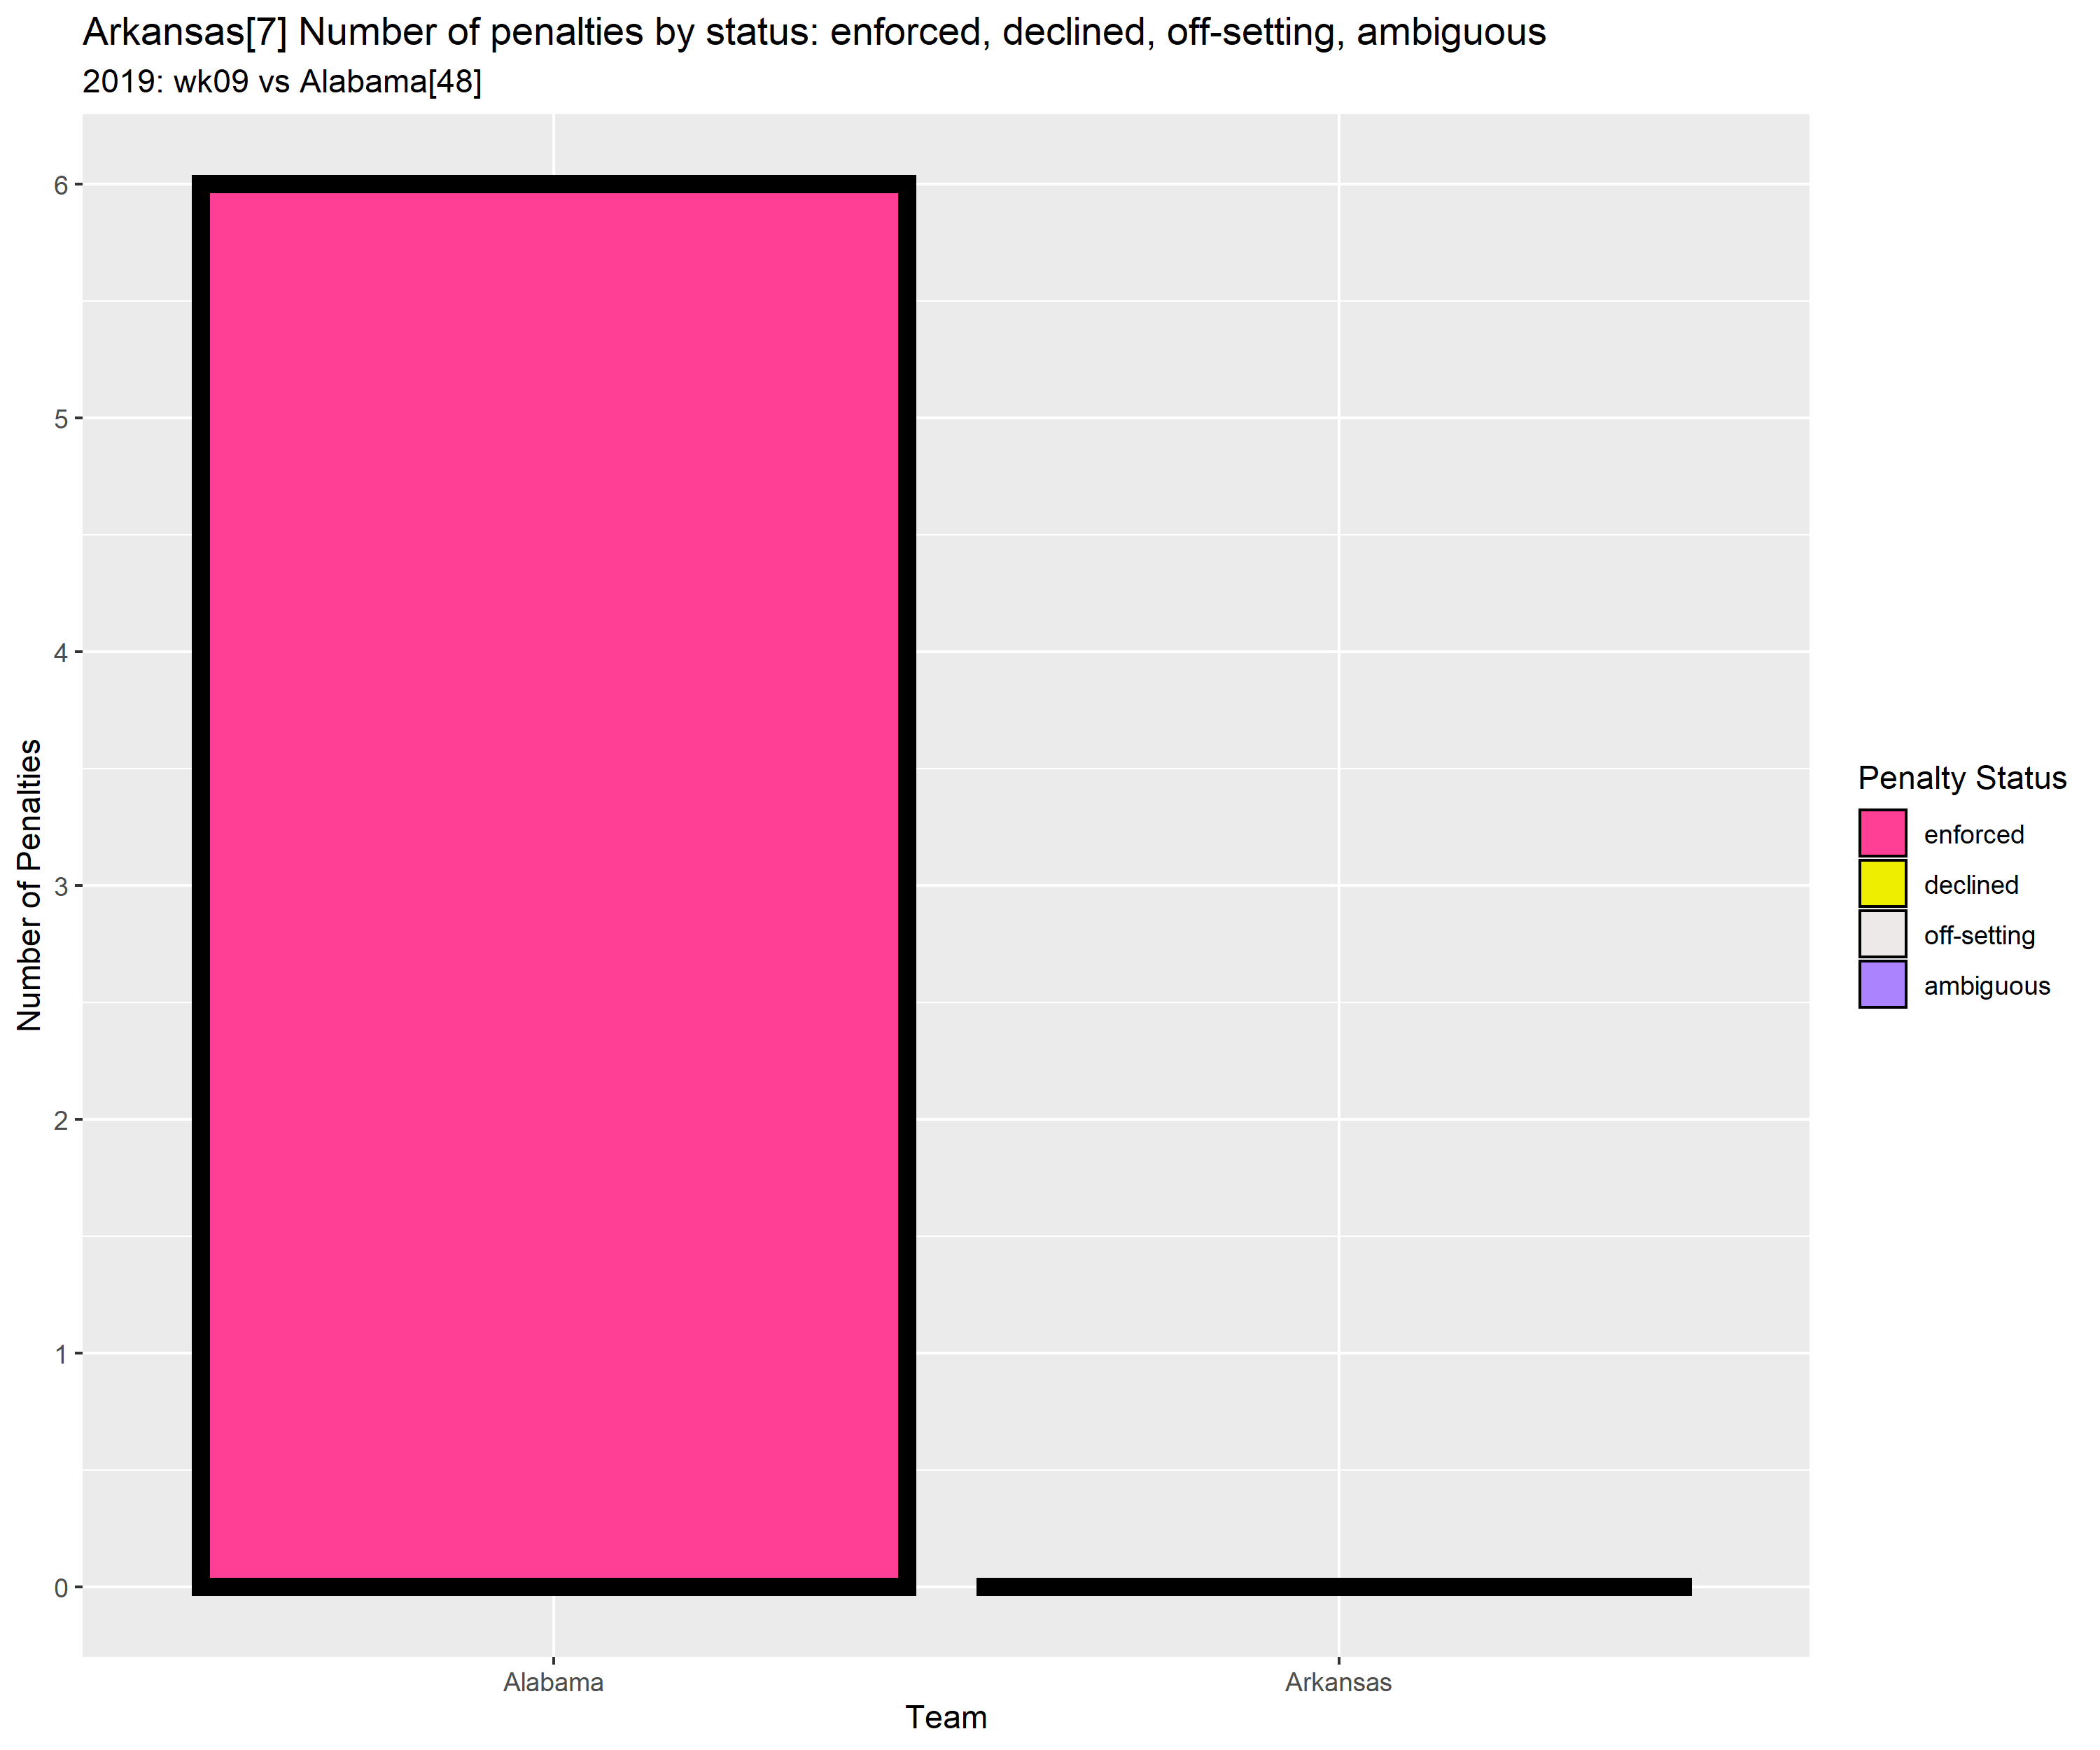 Arkansas[7] Number of penalties by status: enforced, declined, off-setting, ambiguous
2019: wk09 vs Alabama[48]
Number of Penalties
6
5
4
3
2
1
0
Alabama
Arkansas
Team
Penalty Status
enforced
declined
off-setting
ambiguous